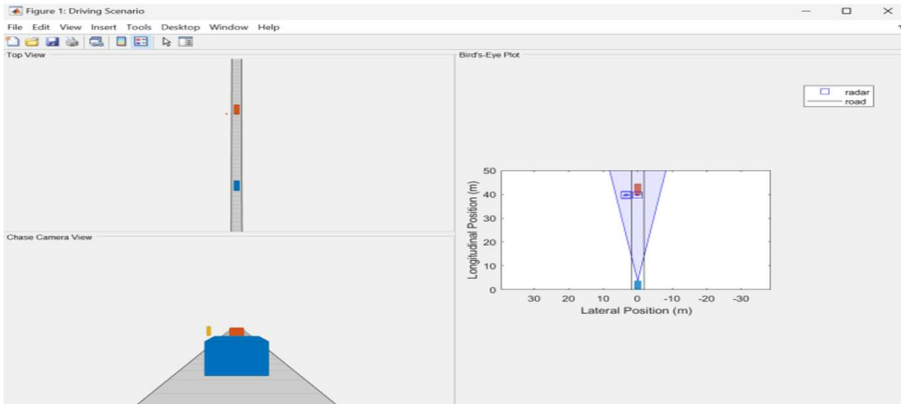 Figure 1: Driving Scenario
File Edit View Insert Tools Desktop Window Help
Top View
Chase Camera View
Bird's-Eye Plot
radar
road
Longitudinal Position (m)
50
40
30
20
10
0
30 20 10 0 -10 -20 -30
Lateral Position (m)